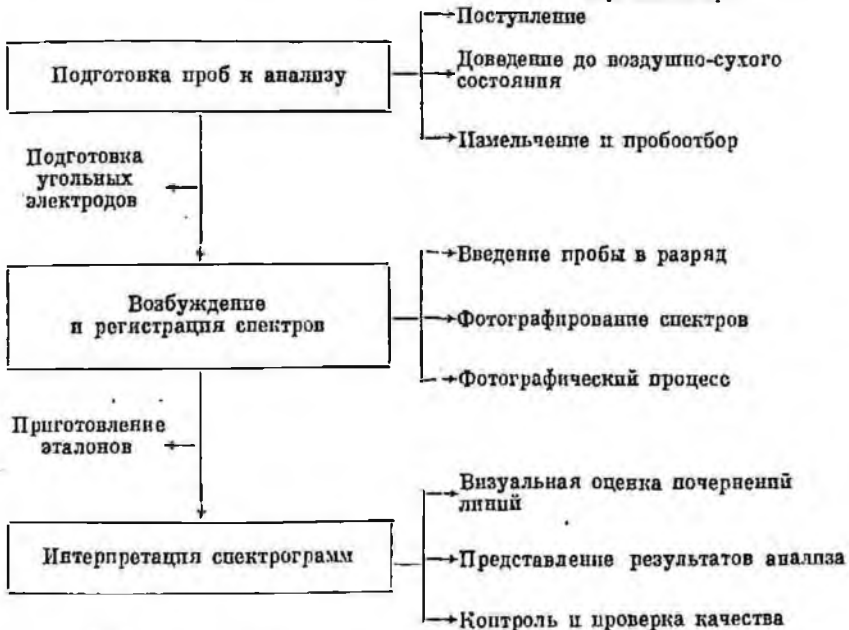 Поступление
Подготовка проб к анализу
Доведение до воздушно-сухого
состояния
Измельчение и пробоотбор
Подготовка
угольных
электродов
Введение пробы в разряд
Возбуждение
и регистрация спектров
Фотографирование спектров
Фотографический процесс
Приготовление
эталонов
Визуальная оценка почернений
линий
Интерпретация спектрограмм
Представление результатов анализа
Контроль и проверка качества